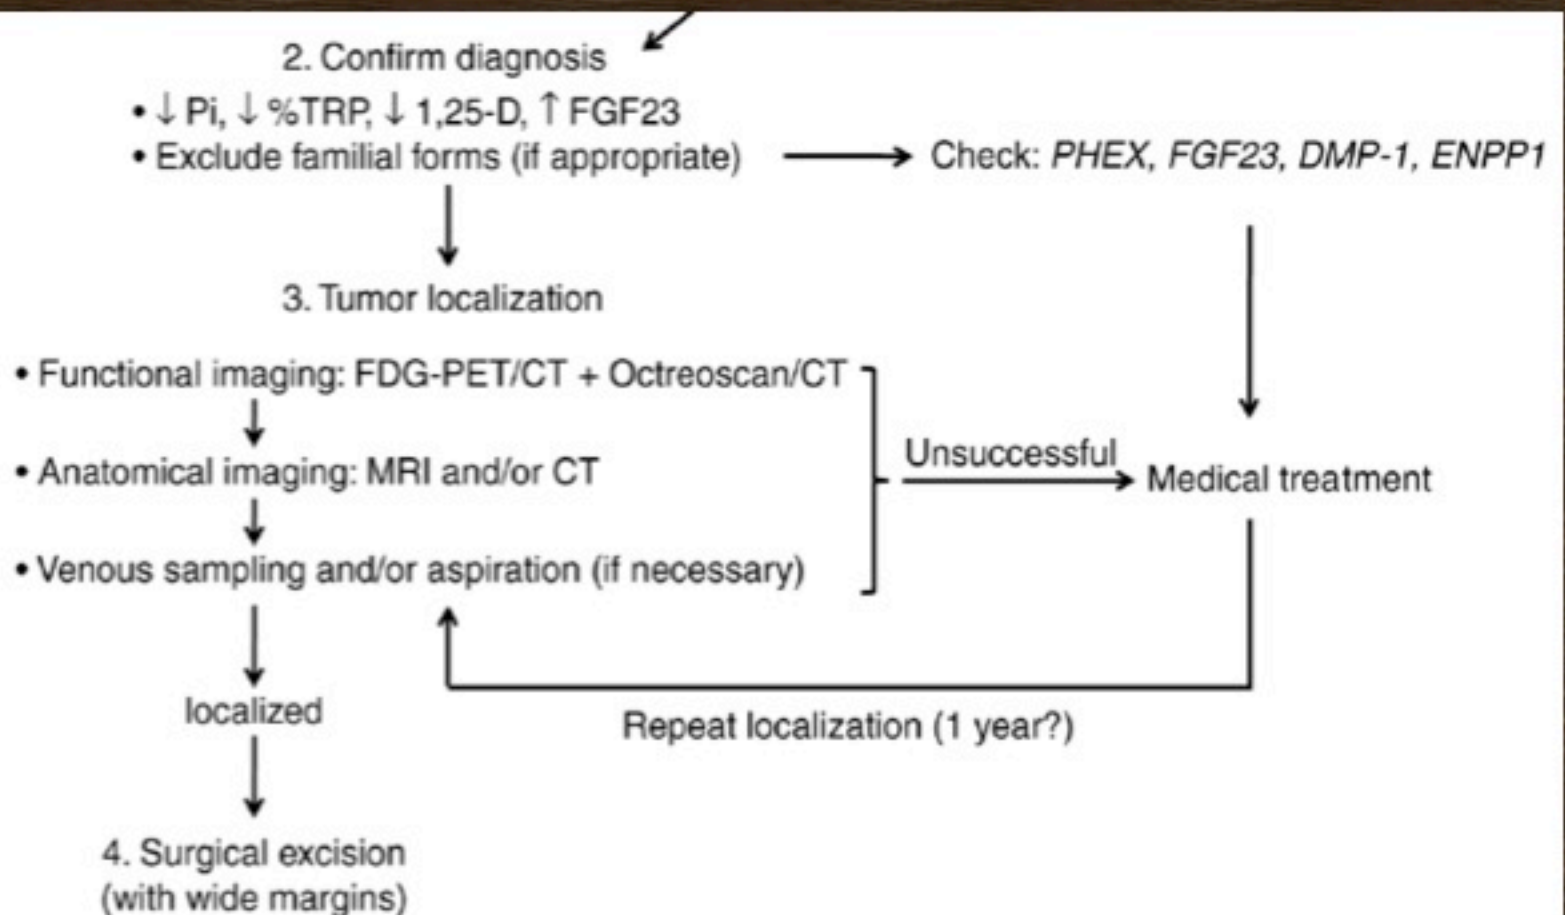 2. Confirm diagnosis
• ↓ Pi, ↓ %TRP, ↓ 1,25-D, ↑ FGF23
• Exclude familial forms (if appropriate)
Check: PHEX, FGF23, DMP-1, ENPP1
3. Tumor localization
• Functional imaging: FDG-PET/CT + Octreoscan/CT
• Anatomical imaging: MRI and/or CT
• Venous sampling and/or aspiration (if necessary)
Unsuccessful
Medical treatment
localized
Repeat localization (1 year?)
4. Surgical excision
(with wide margins)